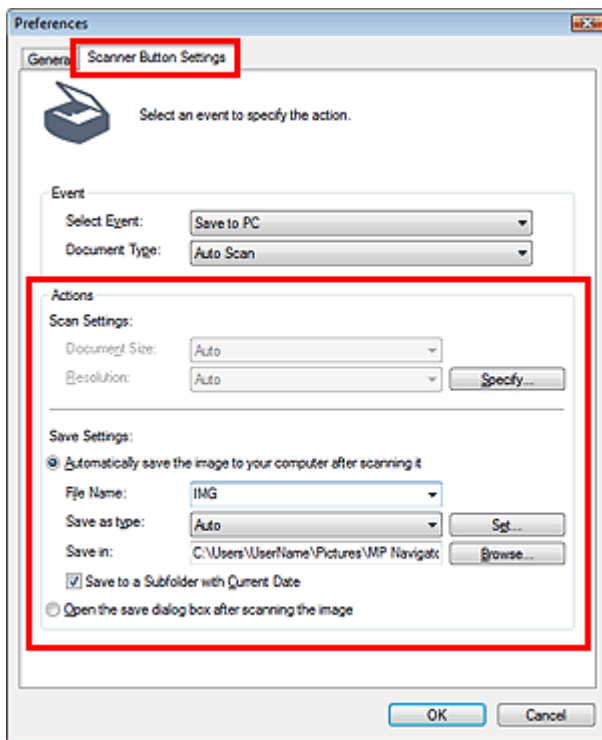 Preferences
General Scanner Button Settings
Select an event to specify the action.
Event
Select Event: Save to PC
Document Type: Auto Scan
Actions
Scan Settings:
Document Size: Auto
Resolution: Auto Specify...
Save Settings:
Automatically save the image to your computer after scanning it
File Name: IMG
Save as type: Auto Set...
Save in: C:\Users\UserName\Pictures\MP Navigato Browse...
Save to a Subfolder with Current Date
Open the save dialog box after scanning the image
OK Cancel